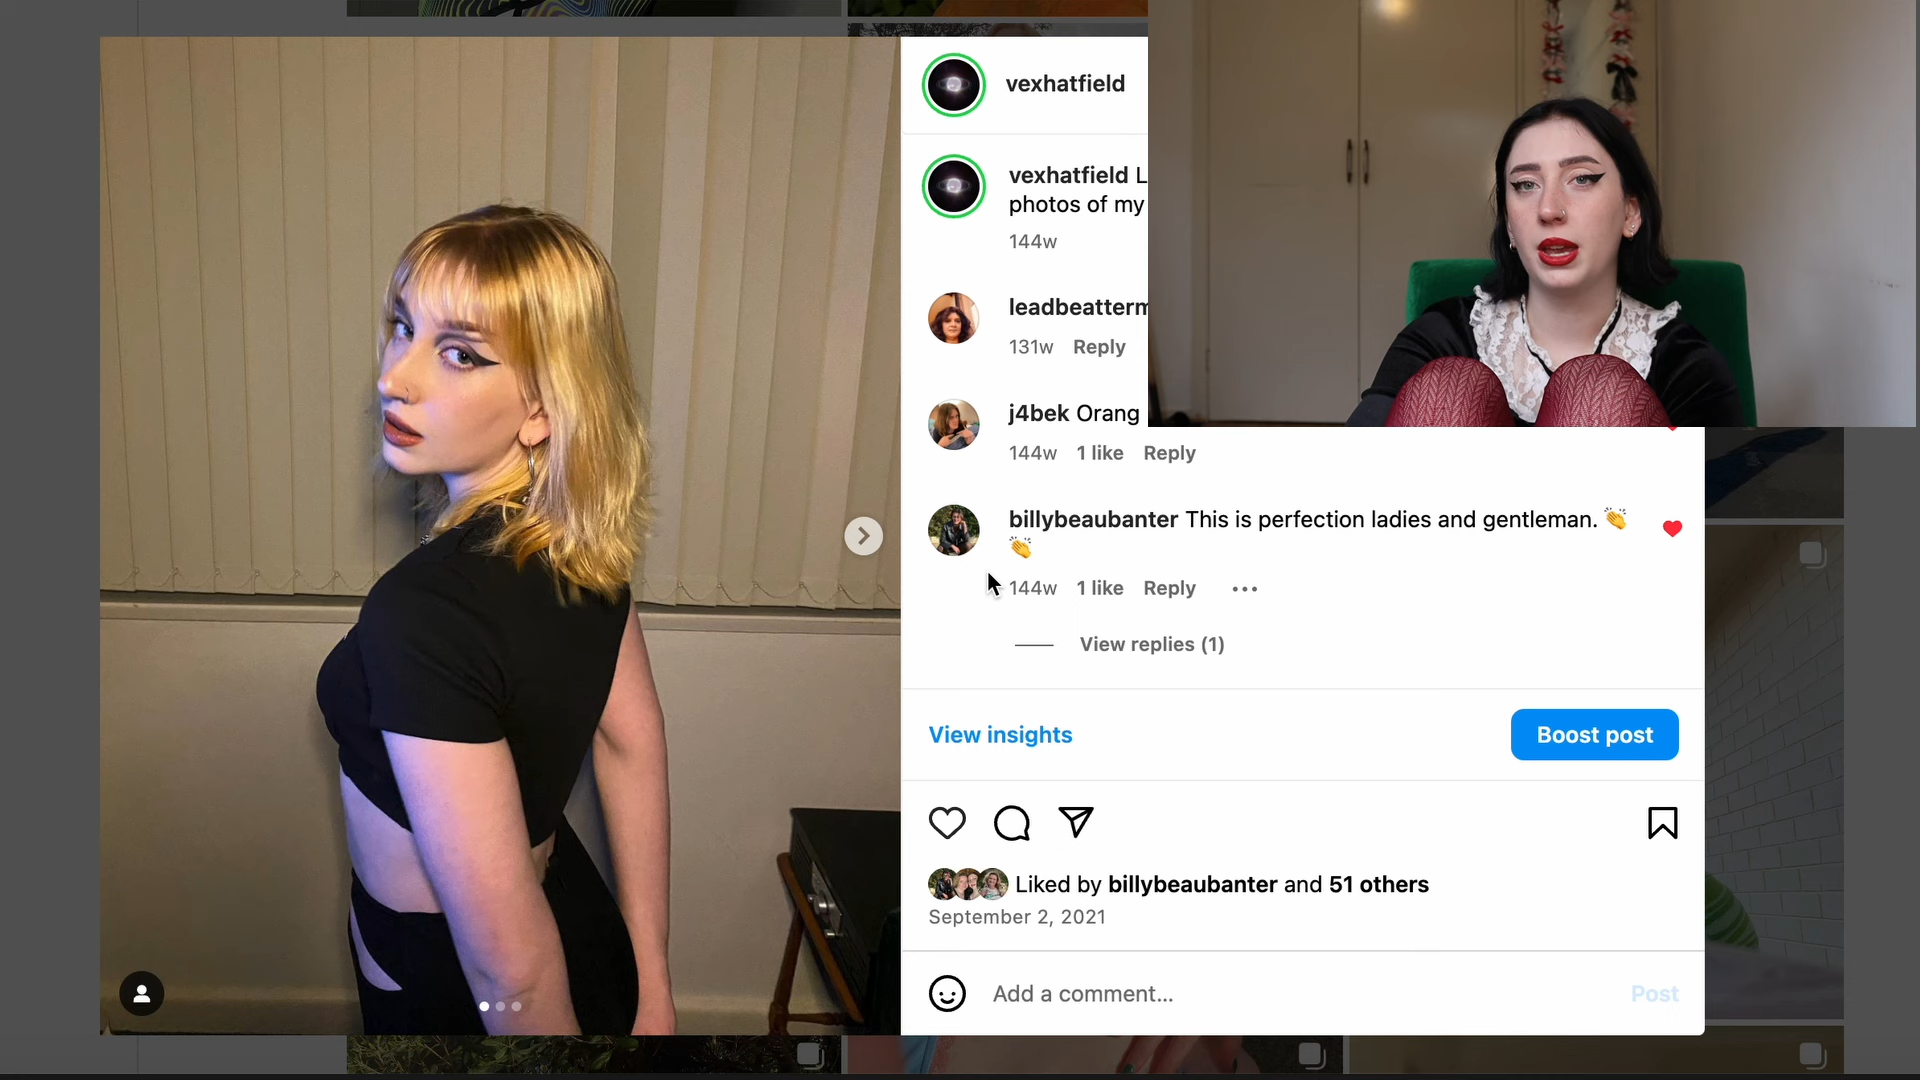 vexhatfield
vexhatfield L
photos of my
144w
leadbeatterm
131w Reply
j4bek Orang
144w 1 like Reply
billybeaubanter This is perfection ladies and gentleman. 👏
👏
144w 1 like Reply
View replies (1)
View insights
Boost post
Liked by billybeaubanter and 51 others
September 2, 2021
Add a comment...
Post